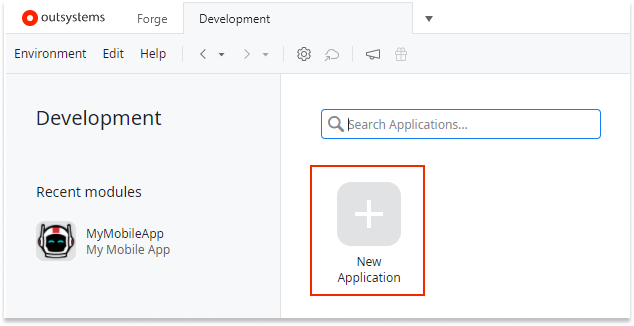 outsystems Forge Development
Environment Edit Help
Development
Search Applications...
Recent modules
MyMobileApp
My Mobile App
New
Application